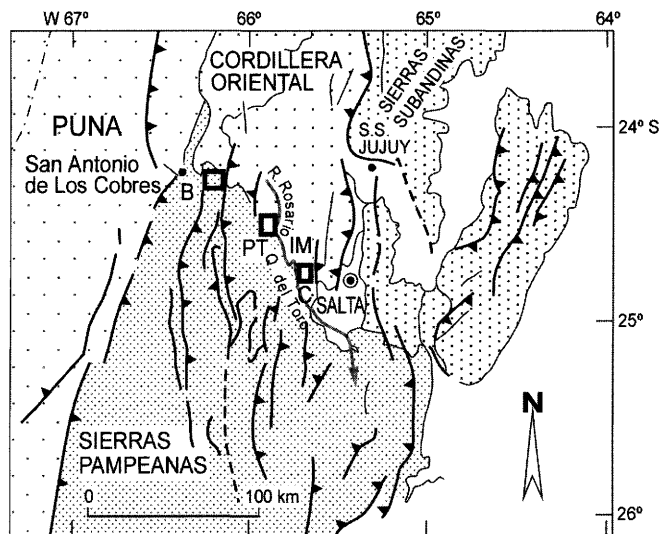 W 67º 66º 65º 64º
CORDILLERA
ORIENTAL
SIERRAS
SUBANDINAS
PUNA
S.S.
JUJUY
24º S
San Antonio
de Los Cobres
B
R. Rosario
PT
IM
Q. del Toro
C
SALTA
25º
N
SIERRAS
PAMPEANAS
0 100 km
26º